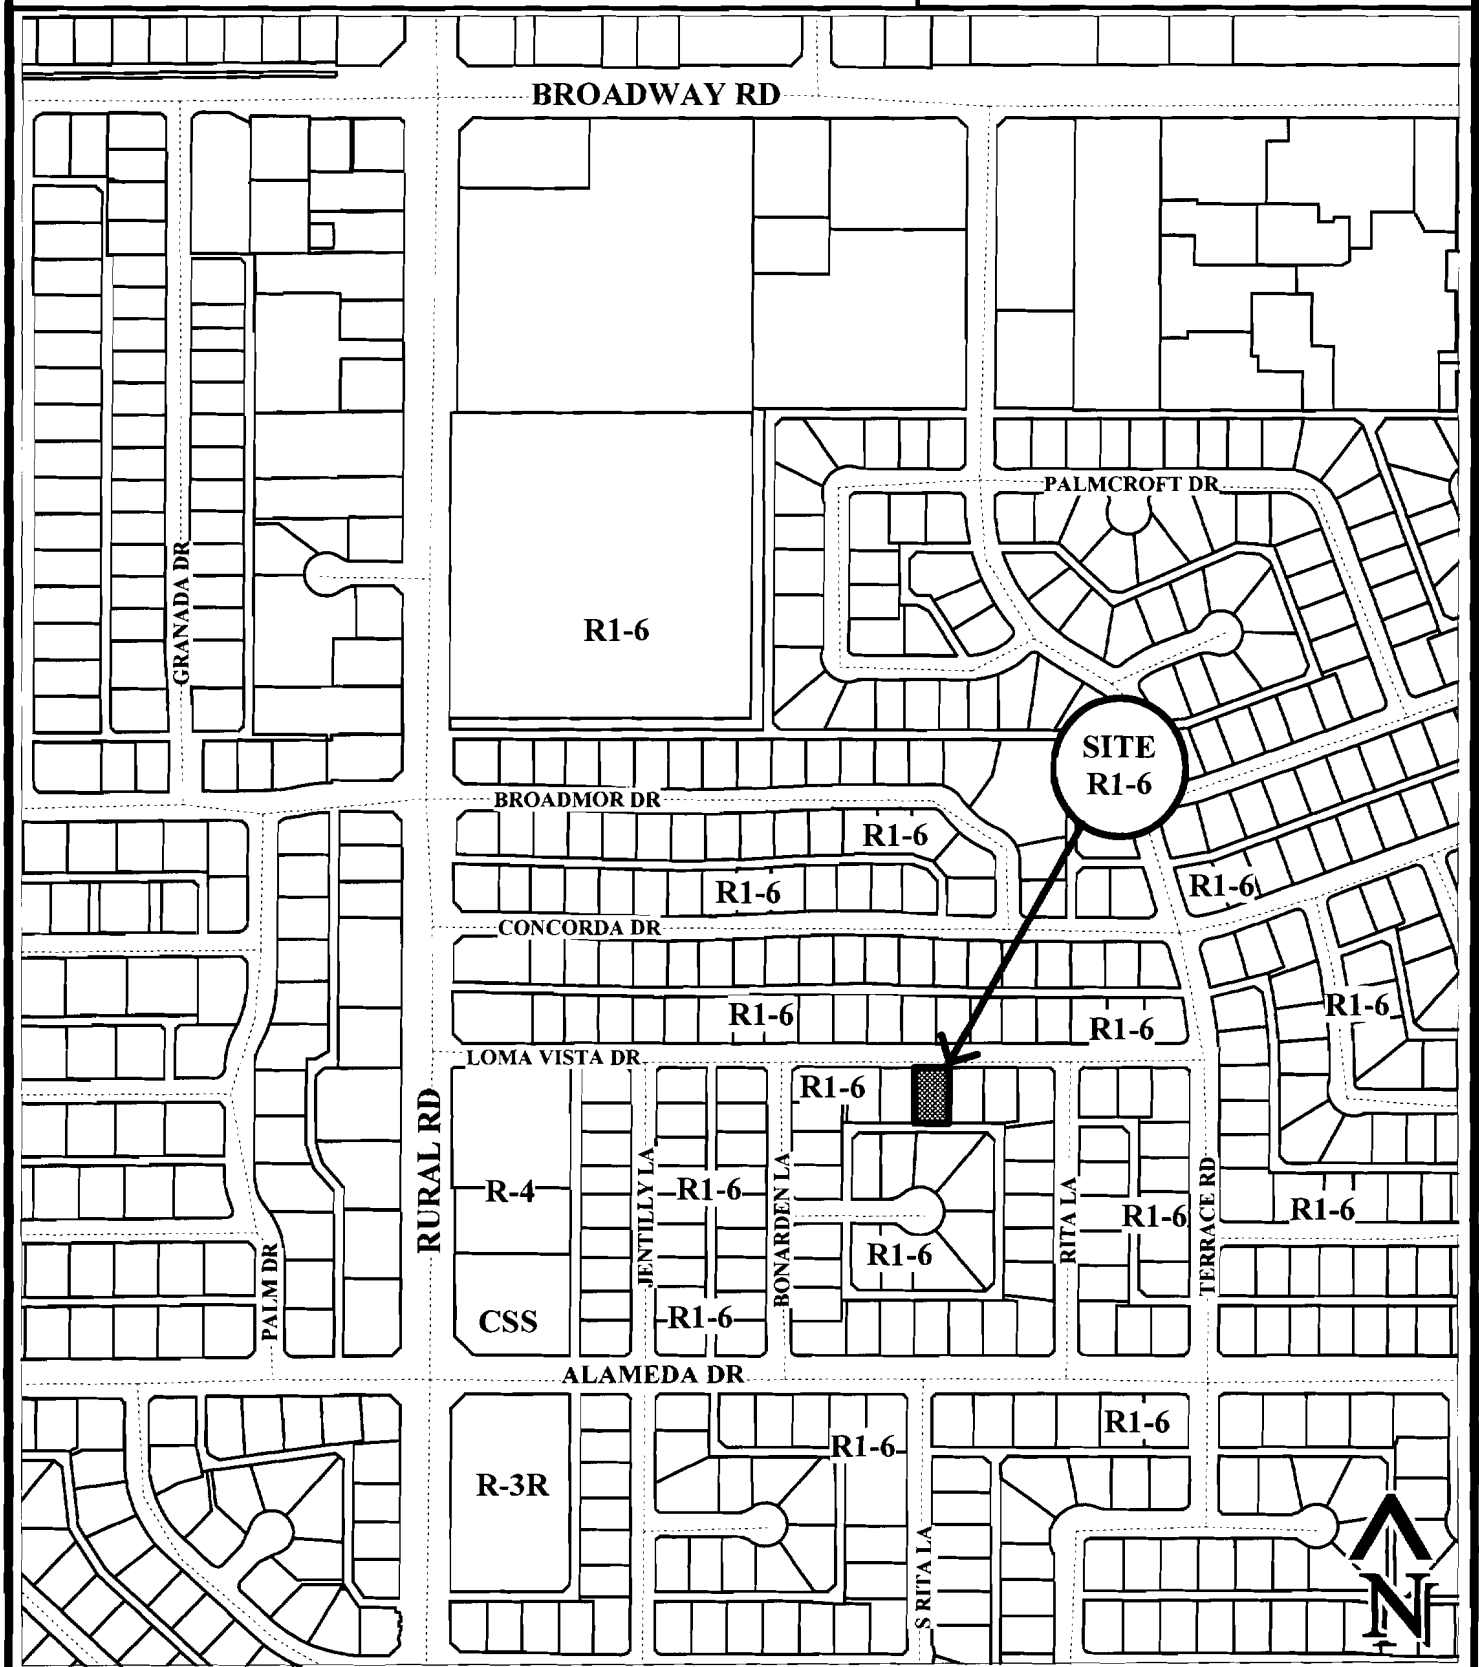 BROADWAY RD
PALMCROFT DR
GRANADA DR
R1-6
SITE
R1-6
BROADMOR DR
R1-6
R1-6
R1-6
CONCORDA DR
R1-6
R1-6
R1-6
LOMA VISTA DR
R1-6
RURAL RD
R-4
JENTILLY LA
R1-6
BONARDEN LA
RITA LA
R1-6
TERRACE RD
R1-6
R1-6
PALM DR
CSS
R1-6
ALAMEDA DR
R1-6
R1-6
R-3R
S RITA LA
N